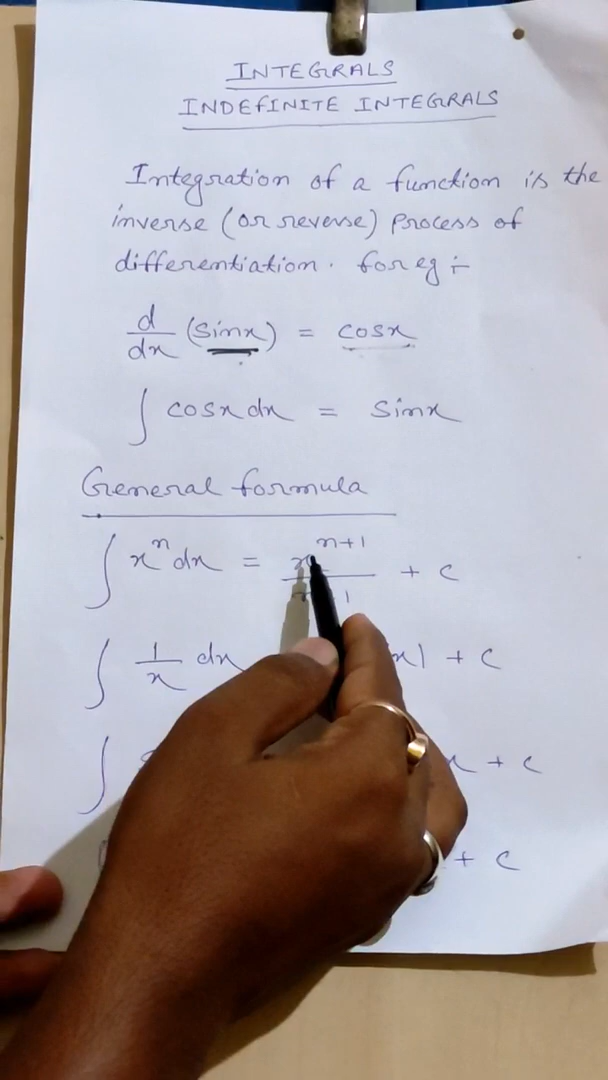 INTEGRALS
INDEFINITE INTEGRALS
Integration of a function is the
inverse (or reverse) process of
differentiation. for eg :-
d/dx (sinx) = cosx
∫ cosx dx = sinx
General formula
∫ xⁿ dx = xⁿ⁺¹/ 1 + c
∫ 1/x dx x| + c
∫ x + c
+ c